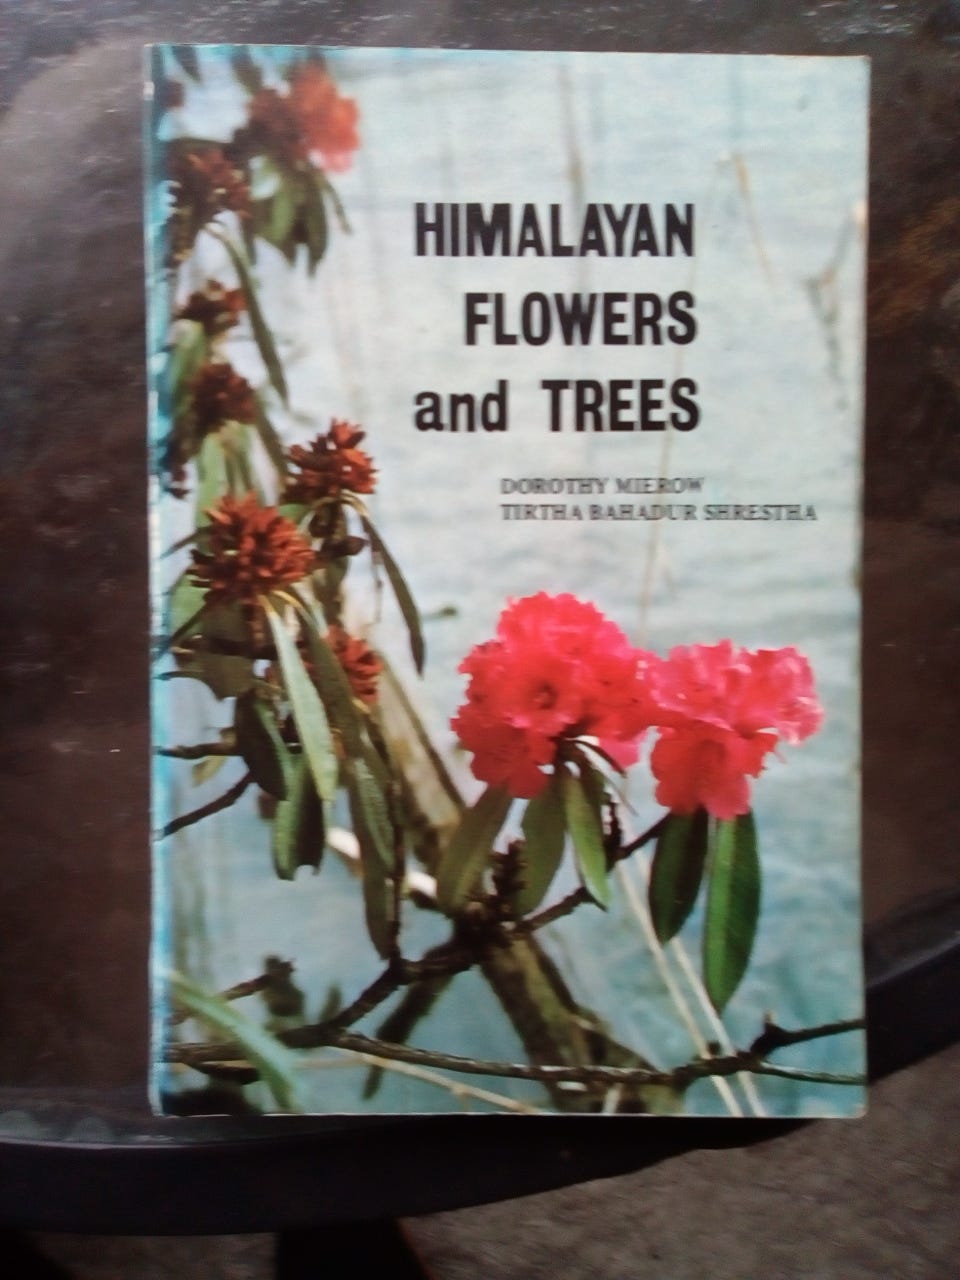 HIMALAYAN
FLOWERS
and TREES
DOROTHY MIEROW
TIRTHA BAHADUR SHRESTHA